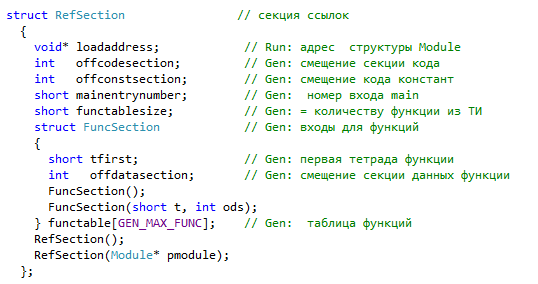 struct RefSection // секция ссылок
{
void* loadaddress; // Run: адрес структуры Module
int offcodesection; // Gen: смещение секции кода
int offconstsection; // Gen: смещение кода констант
short mainentrynumber; // Gen: номер входа main
short functablesize; // Gen: = количеству функции из ТИ
struct FuncSection // Gen: входы для функций
{
short tfirst; // Gen: первая тетрада функции
int offdatasection; // Gen: смещение секции данных функции
FuncSection();
FuncSection(short t, int ods);
} functable[GEN_MAX_FUNC]; // Gen: таблица функций
RefSection();
RefSection(Module* pmodule);
};